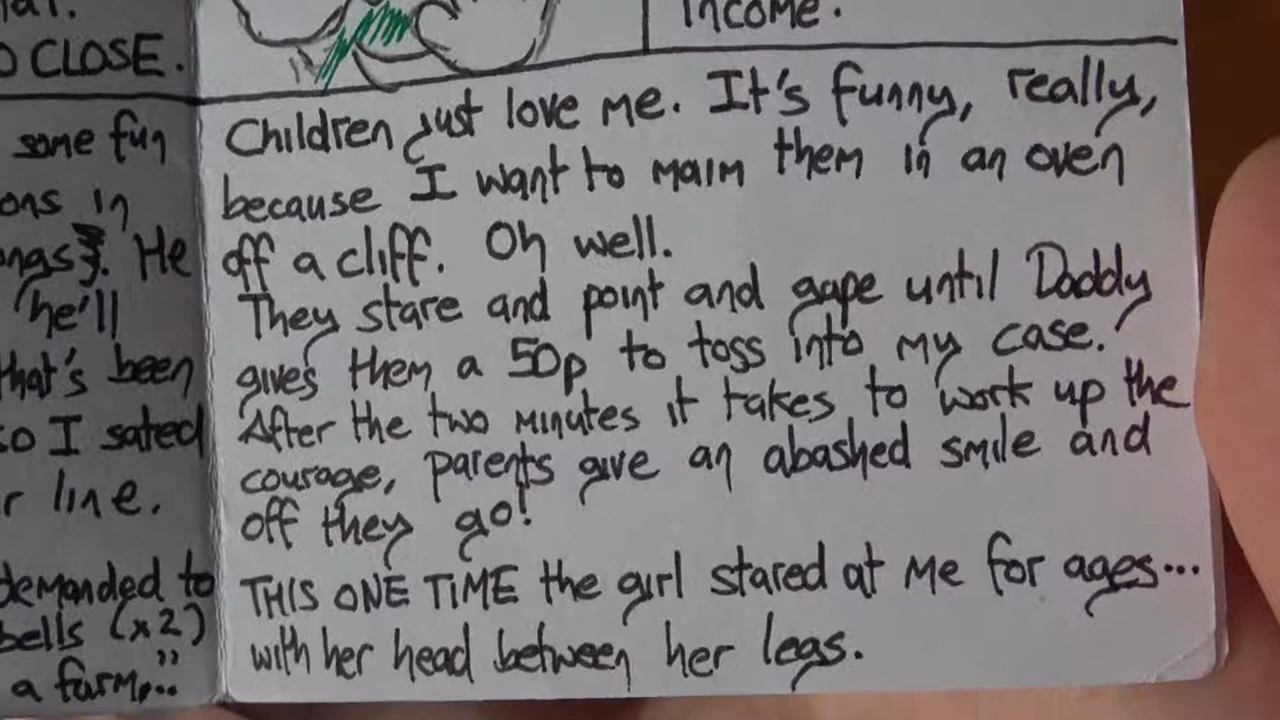 CLOSE.
income.
some fun
ons in
ngs}. He
he'll
that's been
so I sated
r line.
demanded to
bells (x2)
a farm,..."
Children just love me. It's funny, really,
because I want to maim them in an oven
off a cliff. Oh well.
They stare and point and gape until Daddy
gives them a 50p to toss into my case.
After the two minutes it takes to work up the
courage, parents give an abashed smile and
off they go!
THIS ONE TIME the girl stared at me for ages...
with her head between her legs.